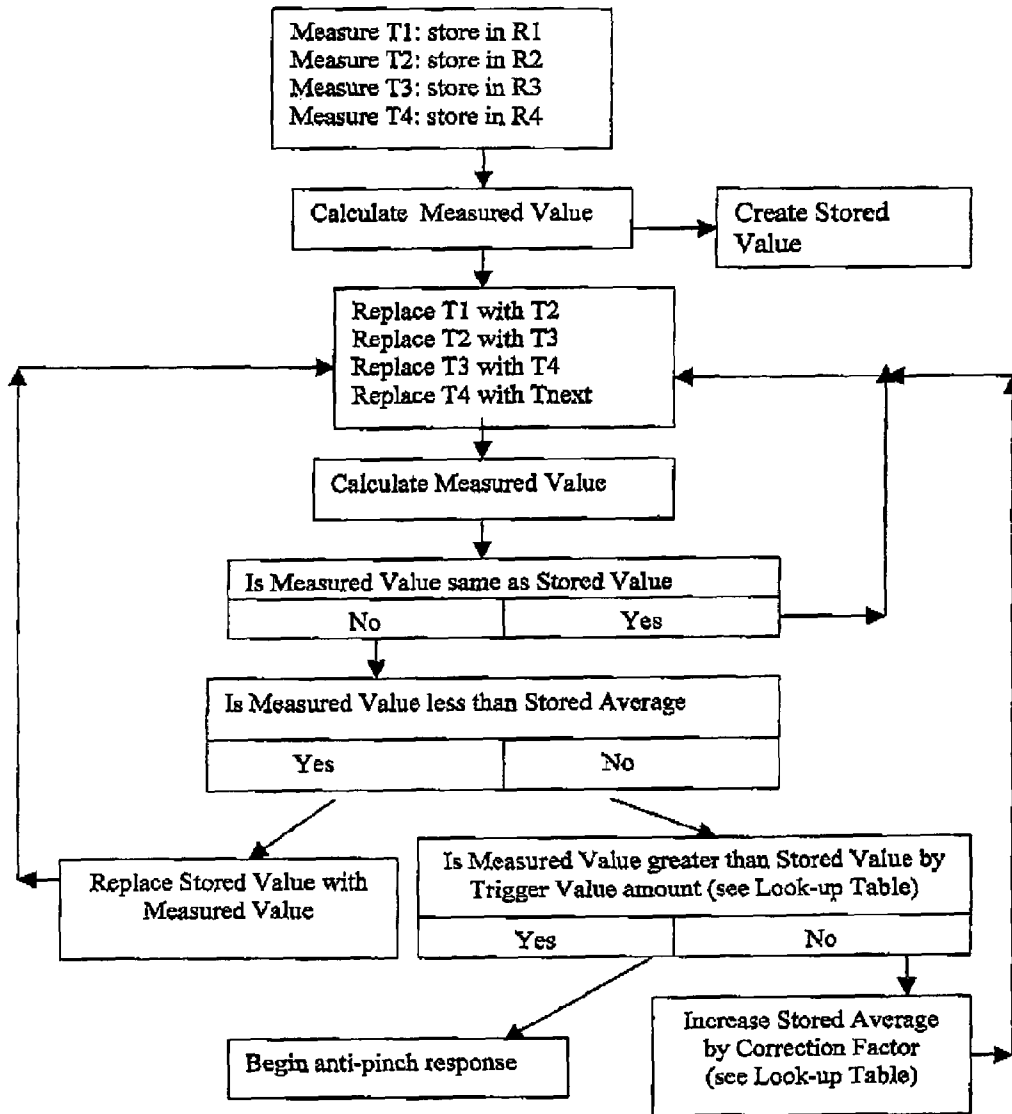 Measure T1: store in R1
Measure T2: store in R2
Measure T3: store in R3
Measure T4: store in R4
Calculate Measured Value
Create Stored
Value
Replace T1 with T2
Replace T2 with T3
Replace T3 with T4
Replace T4 with Tnext
Calculate Measured Value
Is Measured Value same as Stored Value
No
Yes
Is Measured Value less than Stored Average
Yes
No
Replace Stored Value with
Measured Value
Is Measured Value greater than Stored Value by
Trigger Value amount (see Look-up Table)
Yes
No
Begin anti-pinch response
Increase Stored Average
by Correction Factor
(see Look-up Table)